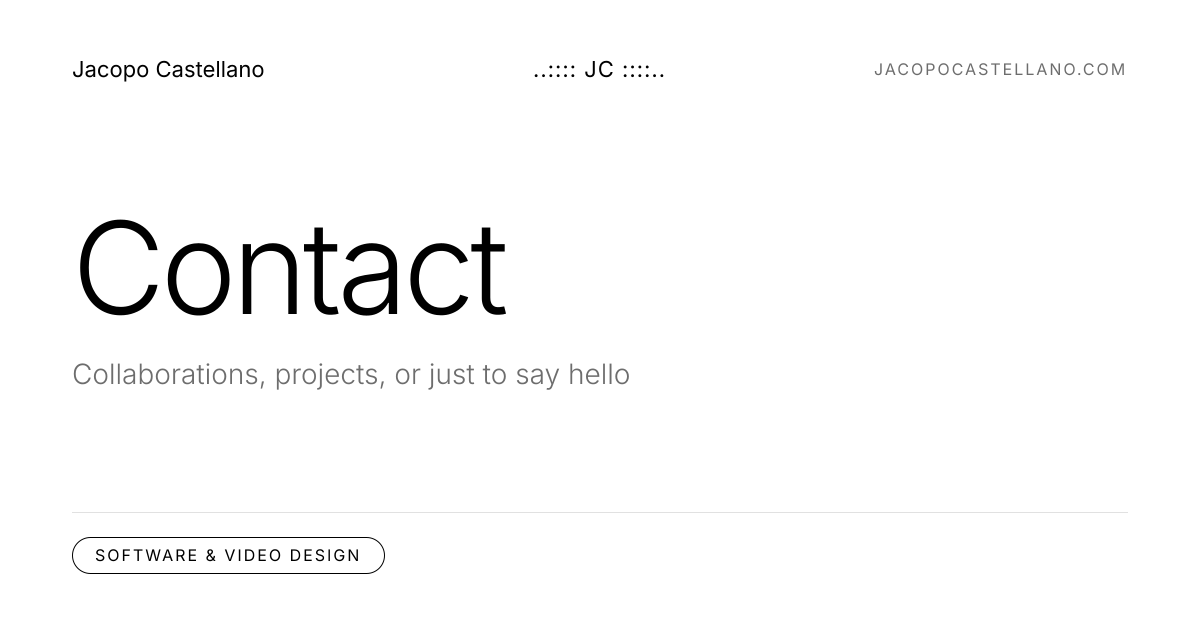 Jacopo Castellano
..:::: JC ::::..
JACOPOCASTELLANO.COM
Contact
Collaborations, projects, or just to say hello
SOFTWARE & VIDEO DESIGN